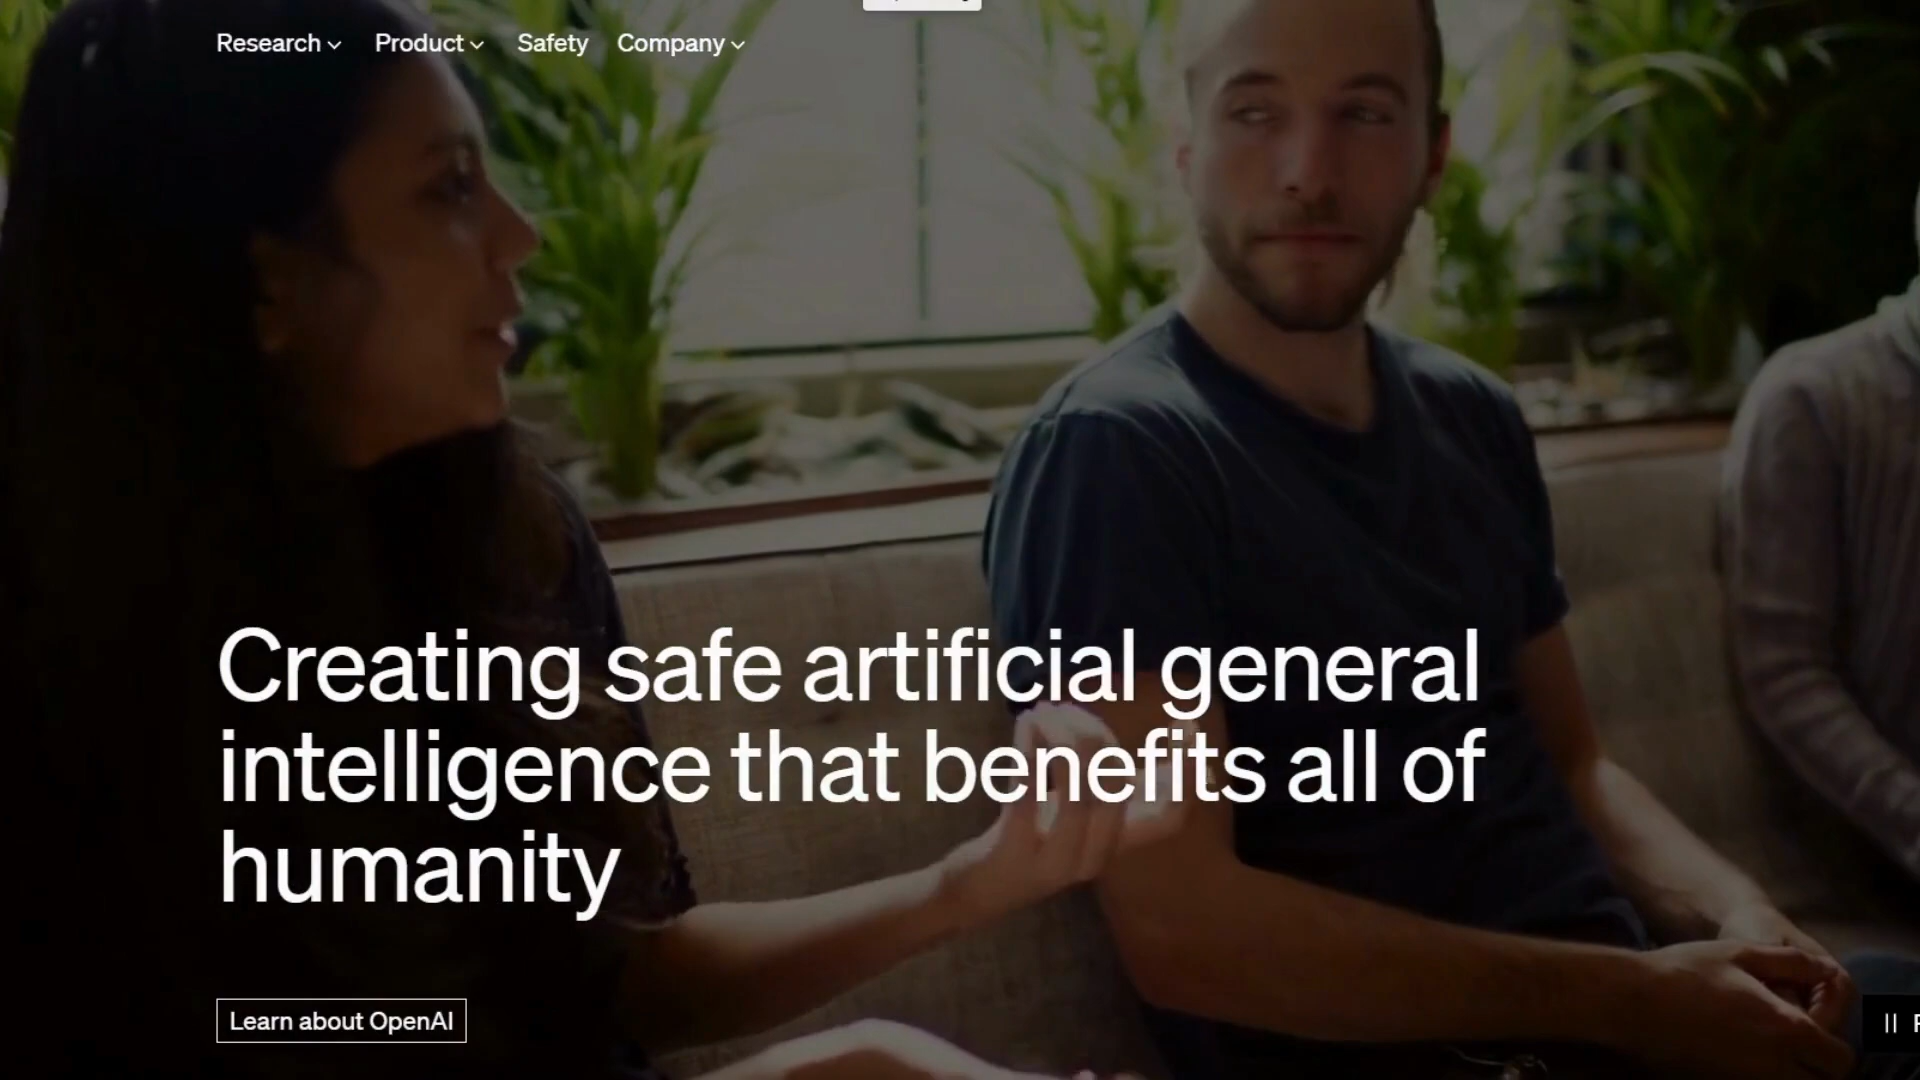 Research
Product
Safety
Company
Creating safe artificial general
intelligence that benefits all of
humanity
Learn about OpenAI